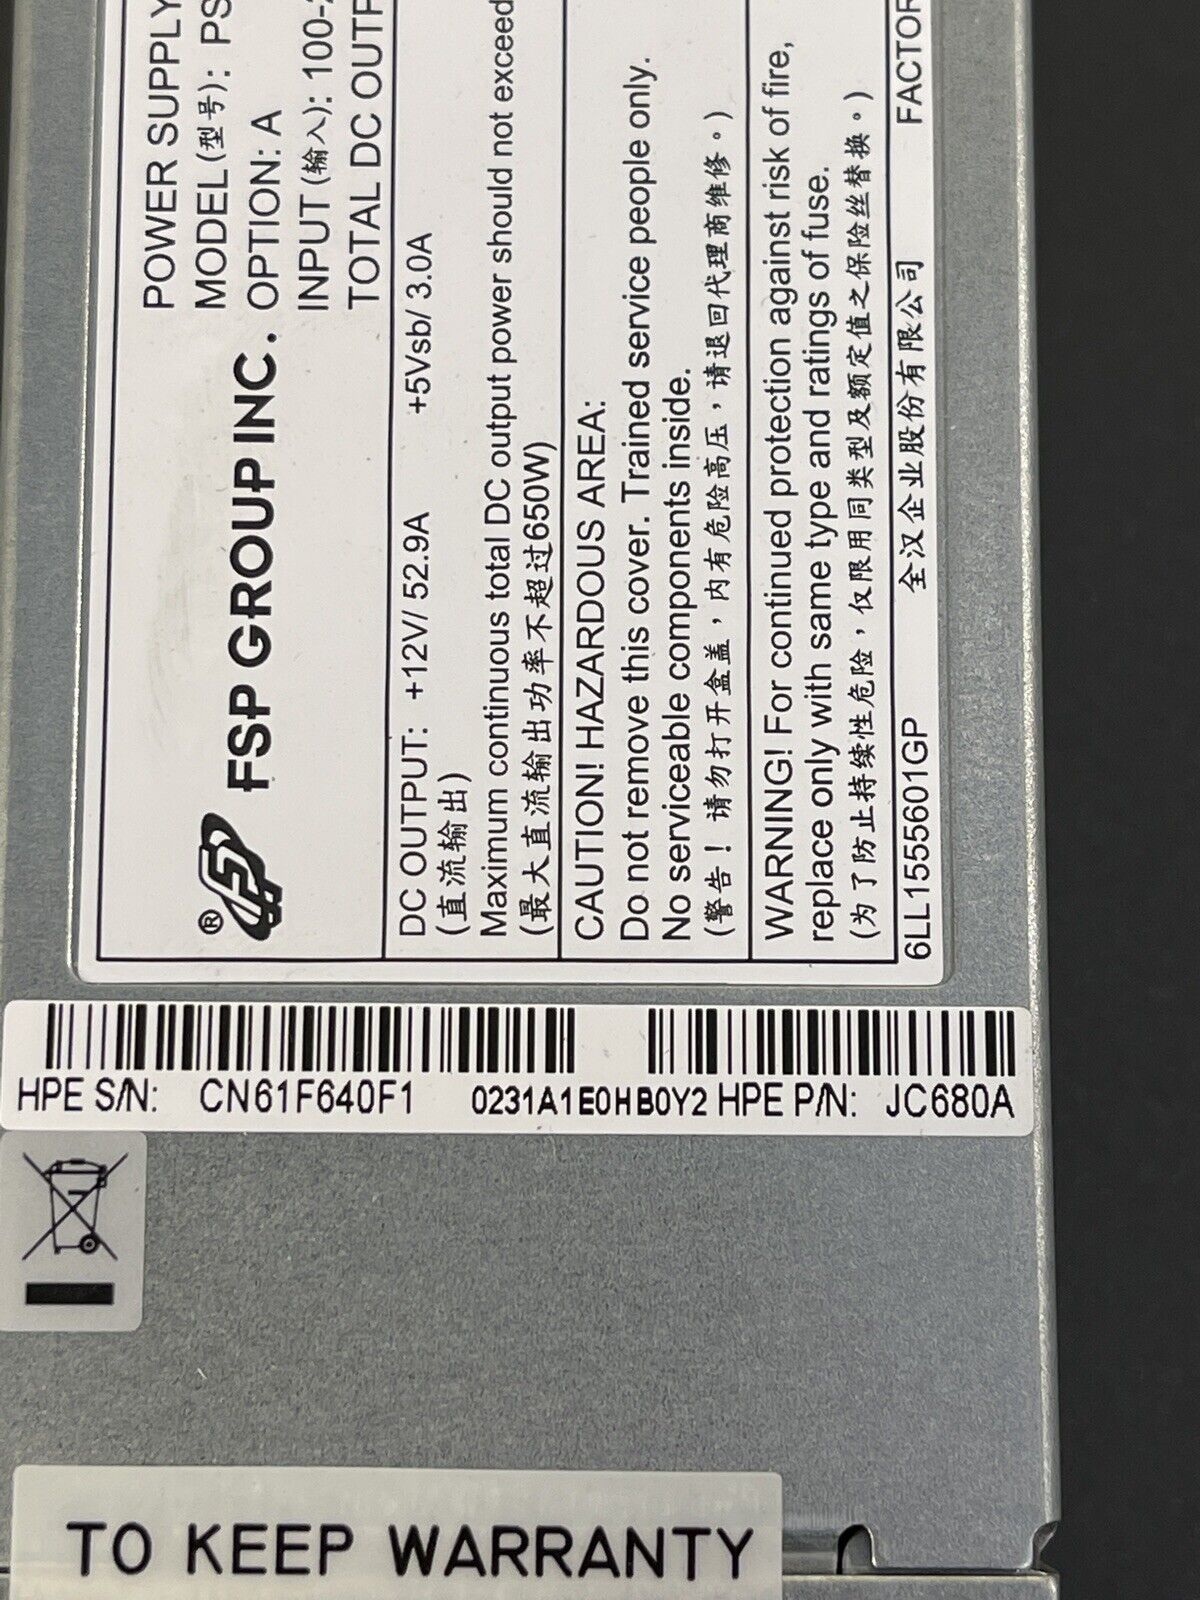 ® FSP GROUP INC.
POWER SUPPLY
MODEL (型号): PS
OPTION: A
INPUT (输入): 100-
TOTAL DC OUTP
DC OUTPUT: +12V/ 52.9A +5Vsb/ 3.0A
(直流输出)
Maximum continuous total DC output power should not exceed
(最大直流输出功率不超过650W)
CAUTION! HAZARDOUS AREA:
Do not remove this cover. Trained service people only.
No serviceable components inside.
(警告！请勿打开盒盖，内有危险高压，请退回代理商维修。)
WARNING! For continued protection against risk of fire,
replace only with same type and ratings of fuse.
(为了防止持续性危险，仅限用同类型及额定值之保险丝替换。)
6LL1555601GP 全汉企业股份有限公司 FACTOR
HPE S/N: CN61F640F1 0231A1E0HB0Y2 HPE P/N: JC680A
TO KEEP WARRANTY